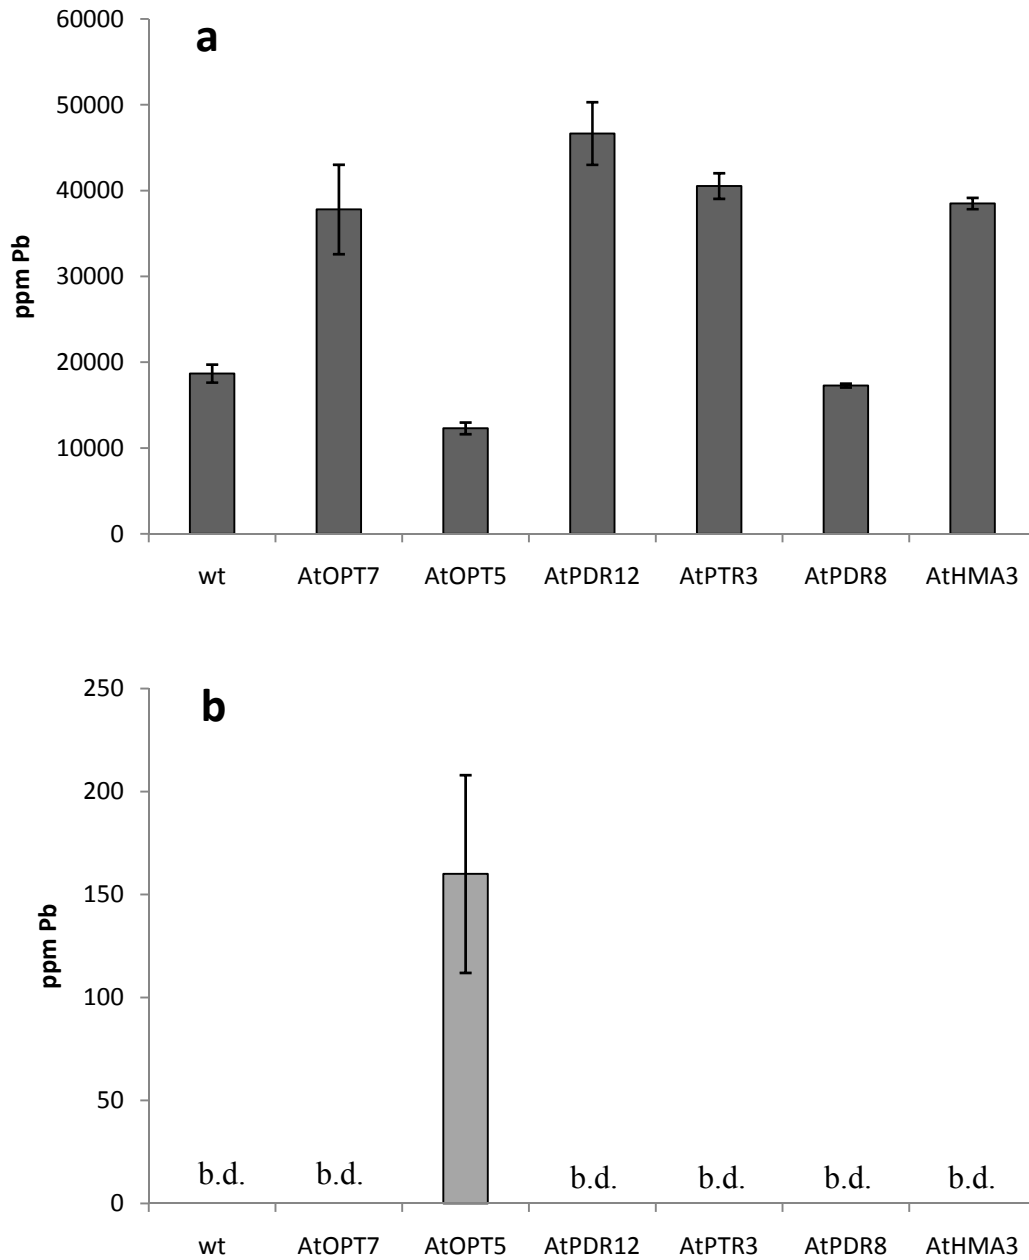 a
60000
50000
40000
30000
20000
10000
0
ppm Pb
wt AtOPT7 AtOPT5 AtPDR12 AtPTR3 AtPDR8 AtHMA3
b
250
200
150
100
50
0
ppm Pb
b.d. b.d. b.d. b.d. b.d. b.d.
wt AtOPT7 AtOPT5 AtPDR12 AtPTR3 AtPDR8 AtHMA3